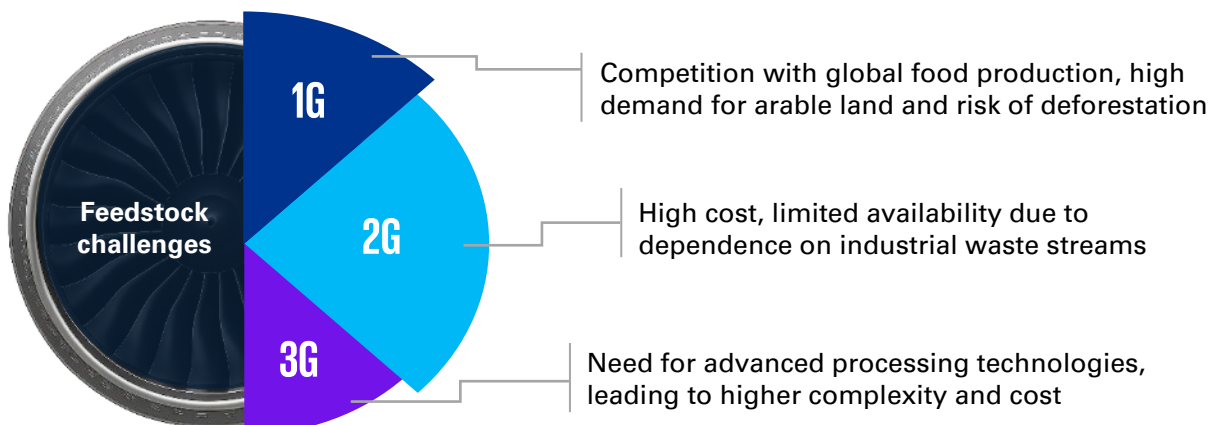 Feedstock
challenges
1G
Competition with global food production, high
demand for arable land and risk of deforestation
2G
High cost, limited availability due to
dependence on industrial waste streams
3G
Need for advanced processing technologies,
leading to higher complexity and cost